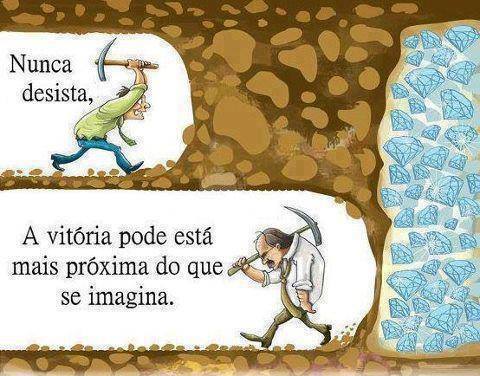 Nunca
desista,
A vitória pode está
mais próxima do que
se imagina.